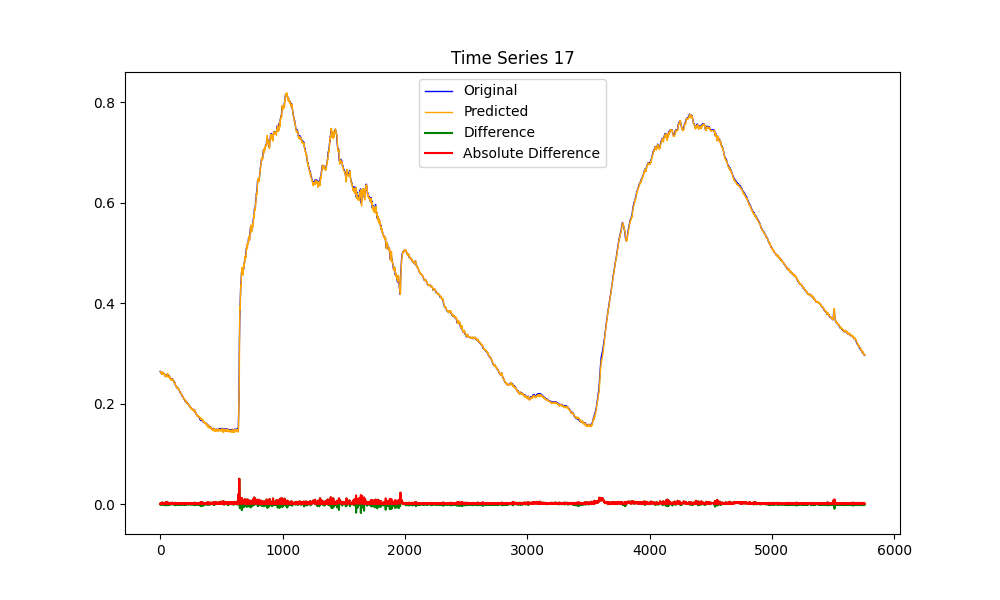 Time Series 17
Original
Predicted
Difference
Absolute Difference
0.8
0.6
0.4
0.2
0.0
0 1000 2000 3000 4000 5000 6000